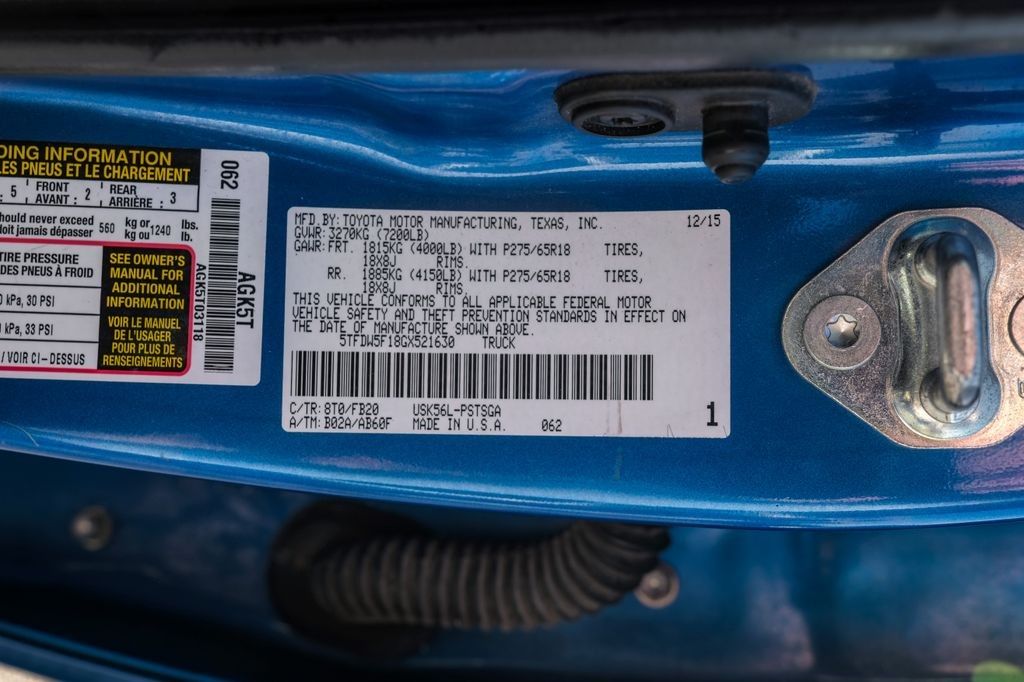 DING INFORMATION
LES PNEUS ET LE CHARGEMENT
: 5 FRONT AVANT : 2 REAR ARRIÈRE : 3
hould never exceed 560 kg or 1240 lbs.
doit jamais dépasser kg ou lb.
TIRE PRESSURE
DES PNEUS À FROID
0 kPa, 30 PSI
0 kPa, 33 PSI
/ VOIR CI-DESSUS
SEE OWNER'S
MANUAL FOR
ADDITIONAL
INFORMATION
VOIR LE MANUEL
DE L'USAGER
POUR PLUS DE
RENSEIGNEMENTS
062
AGK5T03118
AGK5T
MFD.BY: TOYOTA MOTOR MANUFACTURING, TEXAS, INC. 12/15
GVWR: 3270KG (7200LB)
GAWR: FRT. 1815KG (4000LB) WITH P275/65R18 TIRES,
18X8J RIMS.
RR. 1885KG (4150LB) WITH P275/65R18 TIRES,
18X8J RIMS.
THIS VEHICLE CONFORMS TO ALL APPLICABLE FEDERAL MOTOR
VEHICLE SAFETY AND THEFT PREVENTION STANDARDS IN EFFECT ON
THE DATE OF MANUFACTURE SHOWN ABOVE.
5TFDW5F18GX521630 TRUCK
C/TR: 8T0/FB20 USK56L-PSTSGA
A/TM: B02A/AB60F MADE IN U.S.A. 062
1